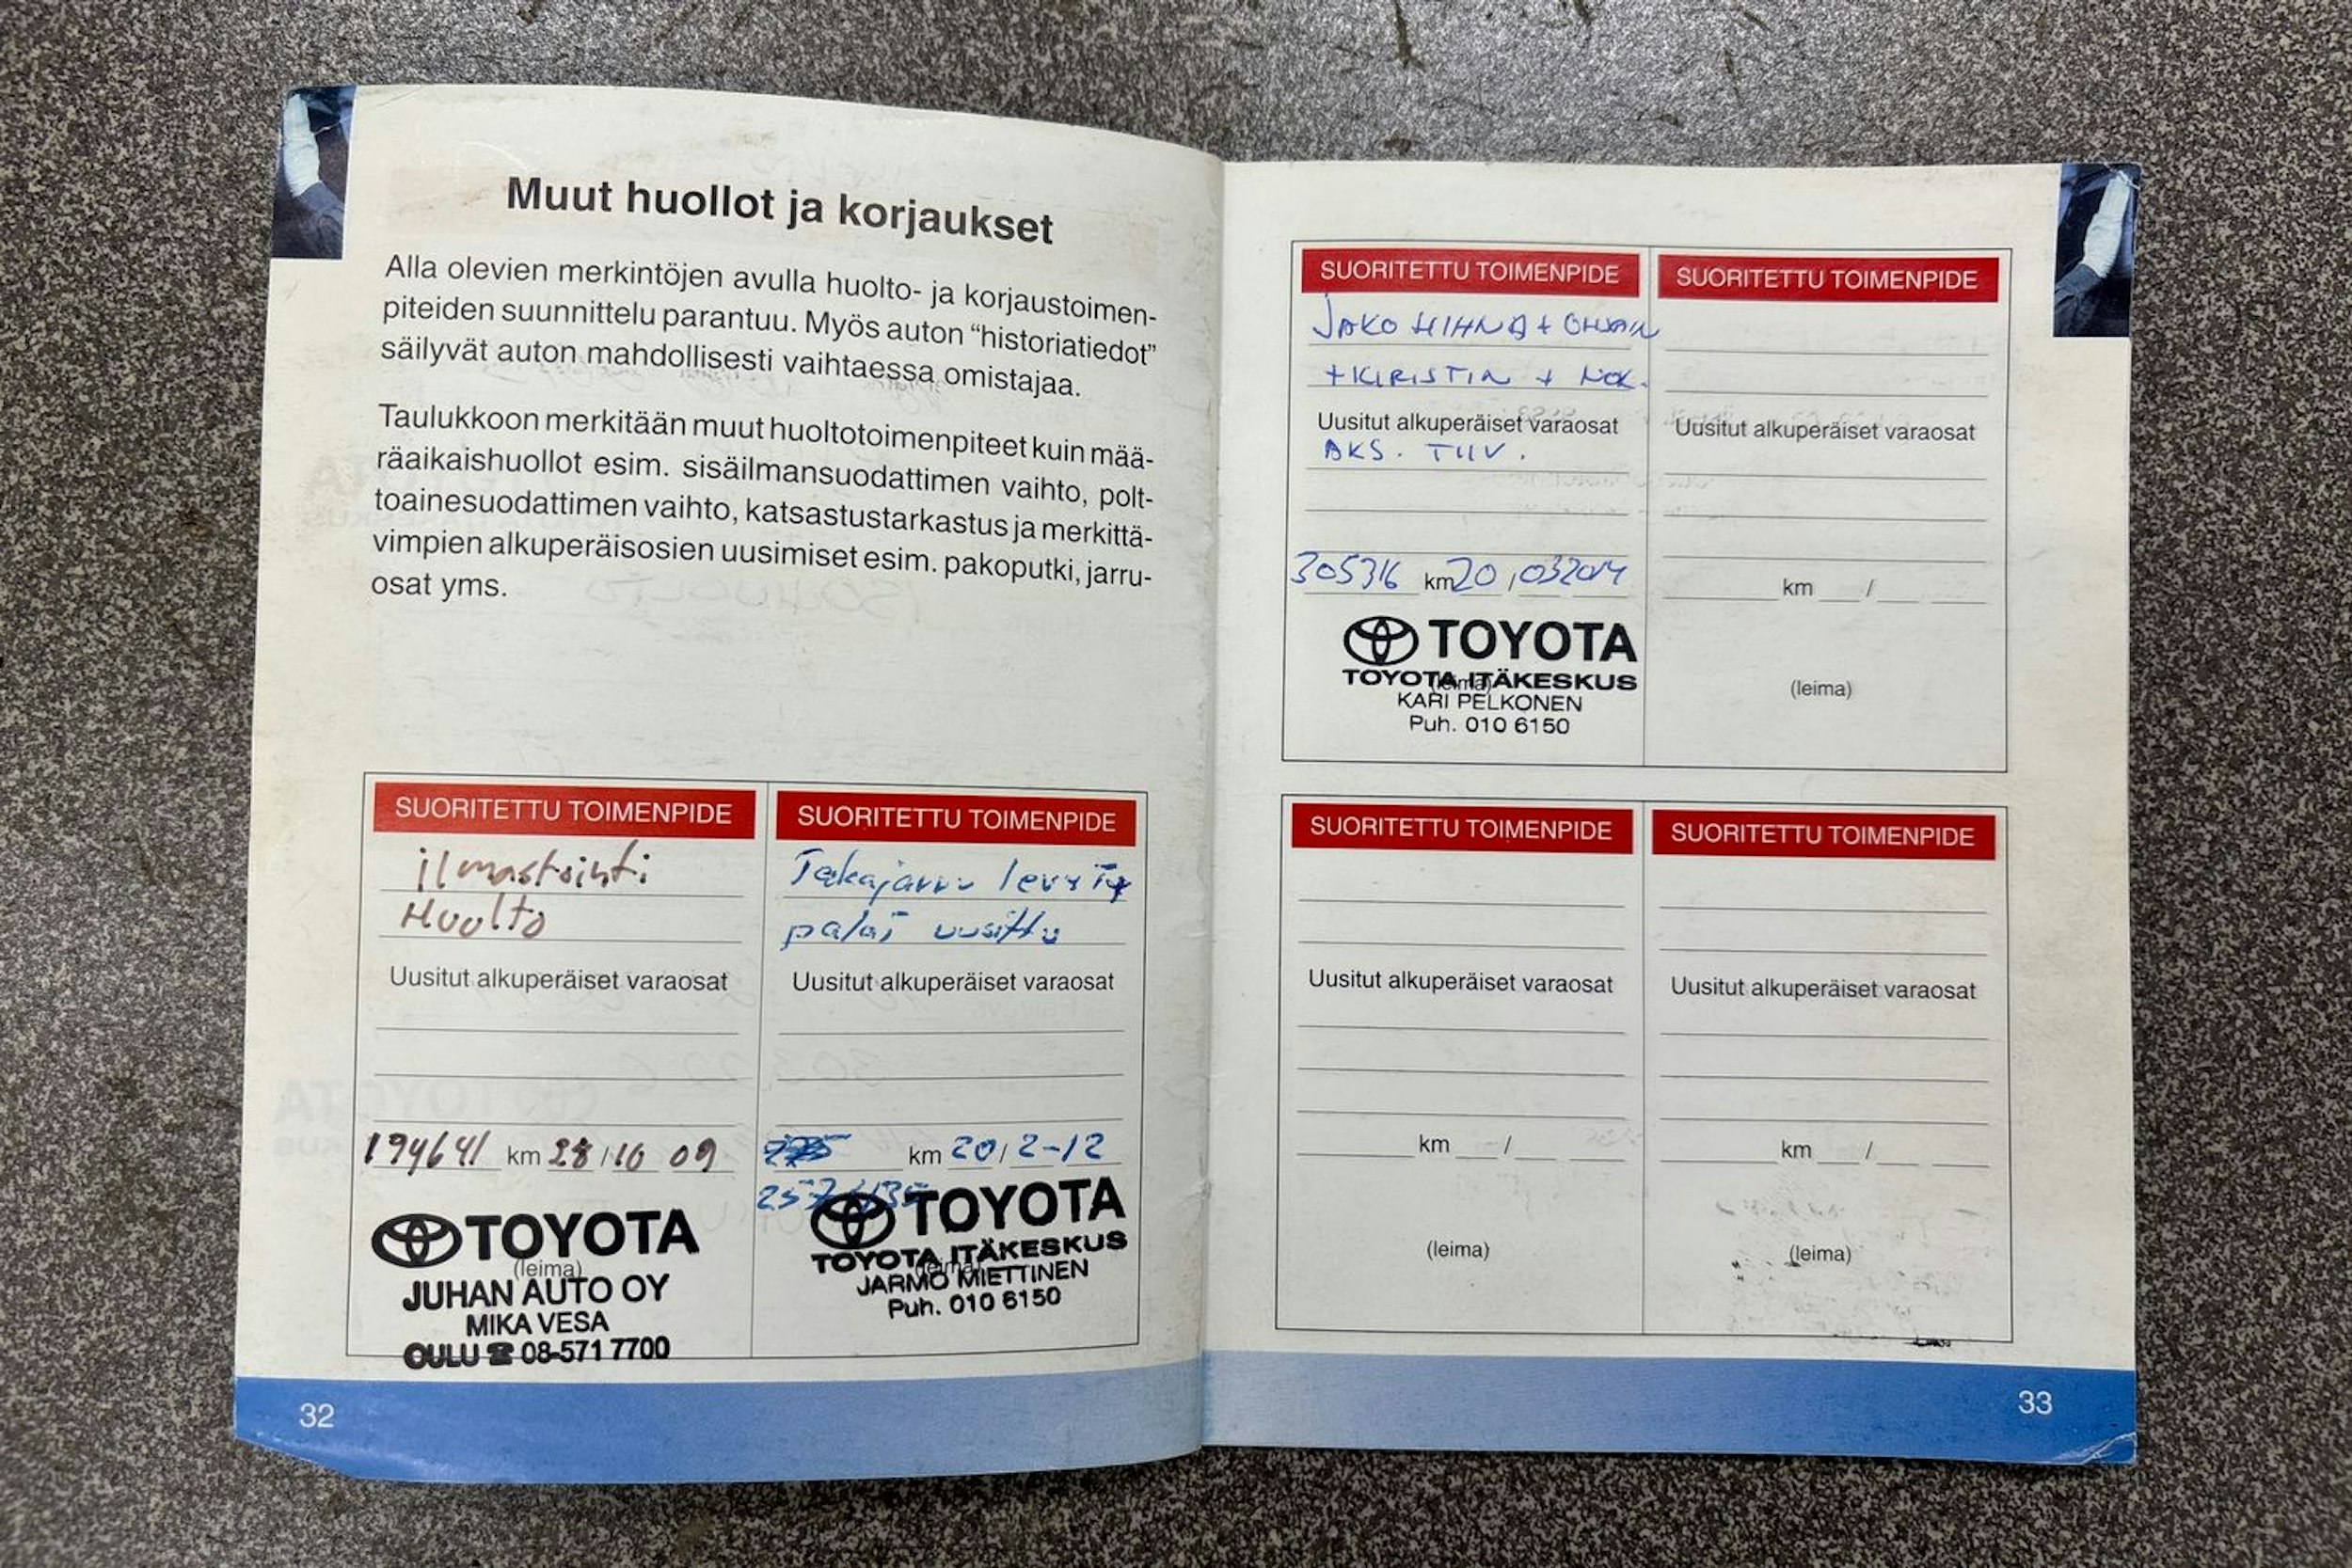 Muut huollot ja korjaukset
Alla olevien merkintöjen avulla huolto- ja korjaustoimen-
piteiden suunnittelu parantuu. Myös auton “historiatiedot”
säilyvät auton mahdollisesti vaihtaessa omistajaa.
Taulukkoon merkitään muut huoltotoimenpiteet kuin mää-
räaikaishuollot esim. sisäilmansuodattimen vaihto, polt-
toainesuodattimen vaihto, katsastustarkastus ja merkittä-
vimpien alkuperäisosien uusimiset esim. pakoputki, jarru-
osat yms.
SUORITETTU TOIMENPIDE
ilmastointi
Huolto
Uusitut alkuperäiset varaosat
194641 km 28/10 09
TOYOTA
(leima)
JUHAN AUTO OY
MIKA VESA
OULU ☎ 08-571 7700
SUORITETTU TOIMENPIDE
Takajarru levyt
palat uusittu
Uusitut alkuperäiset varaosat
km 20/2-12
TOYOTA
TOYOTA ITÄKESKUS
(leima)
JARMO MIETTINEN
Puh. 010 6150
32
SUORITETTU TOIMENPIDE
JAKO HIHNA + OHJAIN
+ KIRISTIN +
Uusitut alkuperäiset varaosat
AKS. TIIV.
305316 km 20/03 2014
TOYOTA
TOYOTA ITÄKESKUS
(leima)
KARI PELKONEN
Puh. 010 6150
SUORITETTU TOIMENPIDE
Uusitut alkuperäiset varaosat
km /
(leima)
SUORITETTU TOIMENPIDE
Uusitut alkuperäiset varaosat
km /
(leima)
SUORITETTU TOIMENPIDE
Uusitut alkuperäiset varaosat
km /
(leima)
33